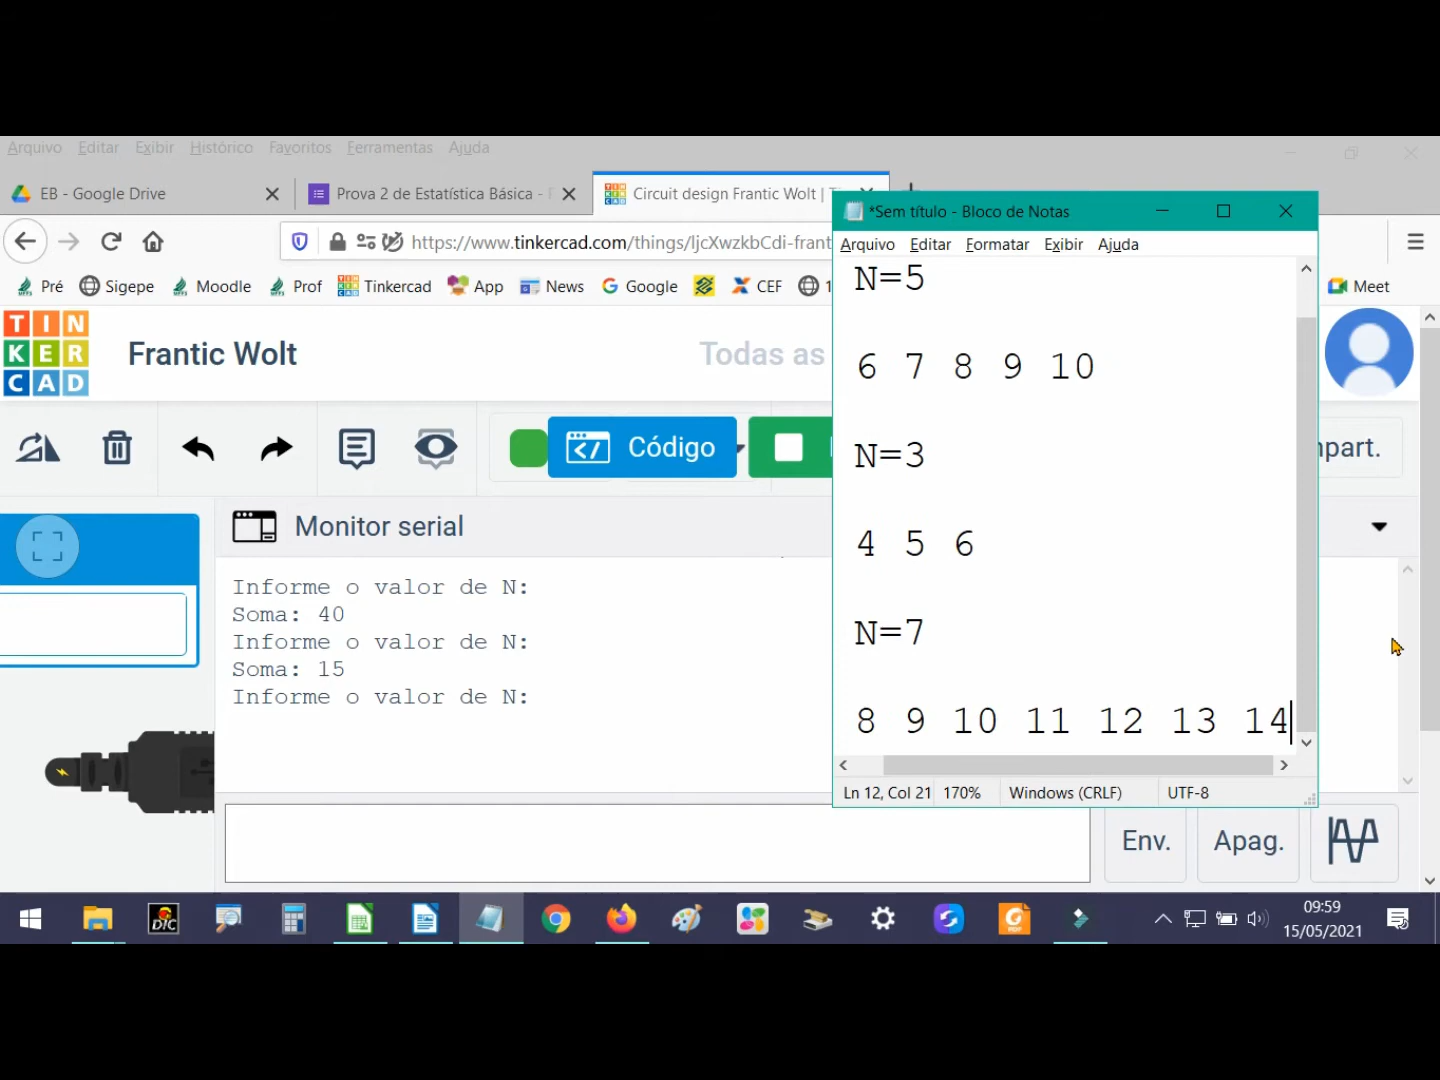 Arquivo Editar Exibir Histórico Favoritos Ferramentas Ajuda
EB - Google Drive
Prova 2 de Estatística Básica -
Circuit design Frantic Wolt |
*Sem título - Bloco de Notas
https://www.tinkercad.com/things/ljcXwzkbCdi-frant
Arquivo Editar Formatar Exibir Ajuda
Pré Sigepe Moodle Prof Tinkercad App News Google CEF 1 Meet
TINKERCAD
Frantic Wolt
Todas as
Código
mpart.
Monitor serial
Informe o valor de N:
Soma: 40
Informe o valor de N:
Soma: 15
Informe o valor de N:
N=5
6 7 8 9 10
N=3
4 5 6
N=7
8 9 10 11 12 13 14
Ln 12, Col 21 170% Windows (CRLF) UTF-8
Env. Apag.
DIC
09:59
15/05/2021